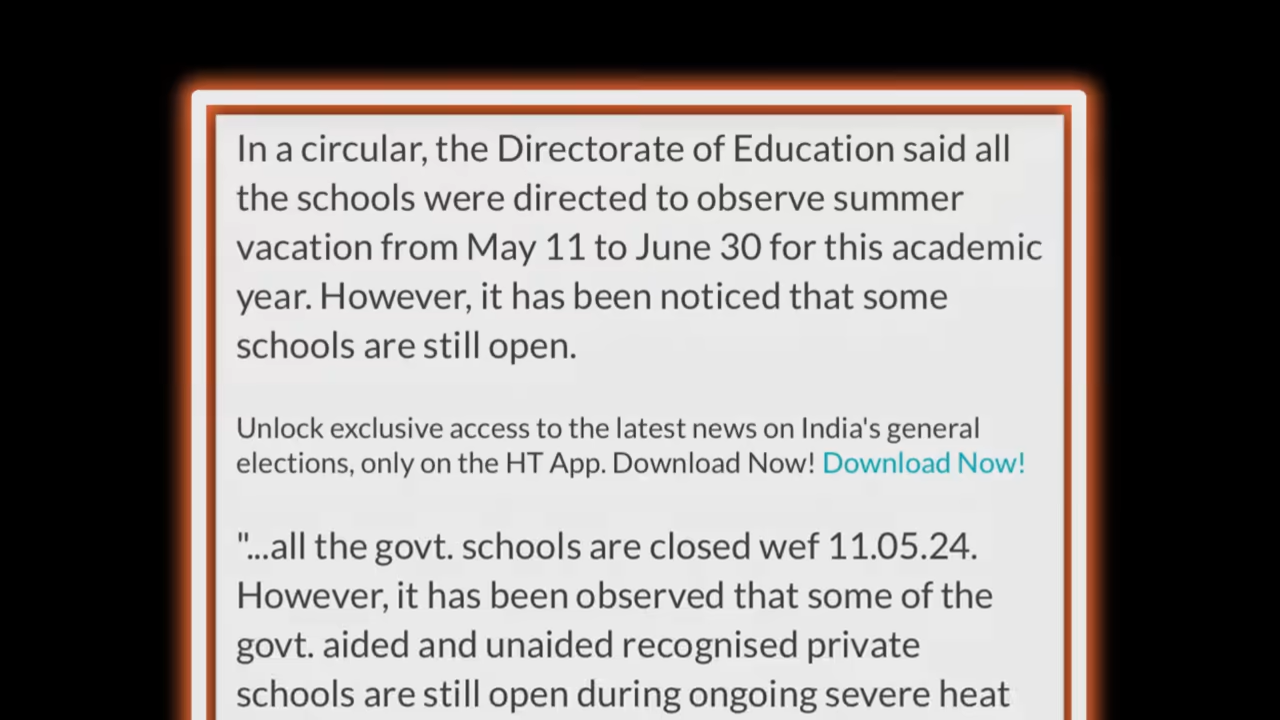 In a circular, the Directorate of Education said all
the schools were directed to observe summer
vacation from May 11 to June 30 for this academic
year. However, it has been noticed that some
schools are still open.
Unlock exclusive access to the latest news on India's general
elections, only on the HT App. Download Now! Download Now!
"...all the govt. schools are closed wef 11.05.24.
However, it has been observed that some of the
govt. aided and unaided recognised private
schools are still open during ongoing severe heat